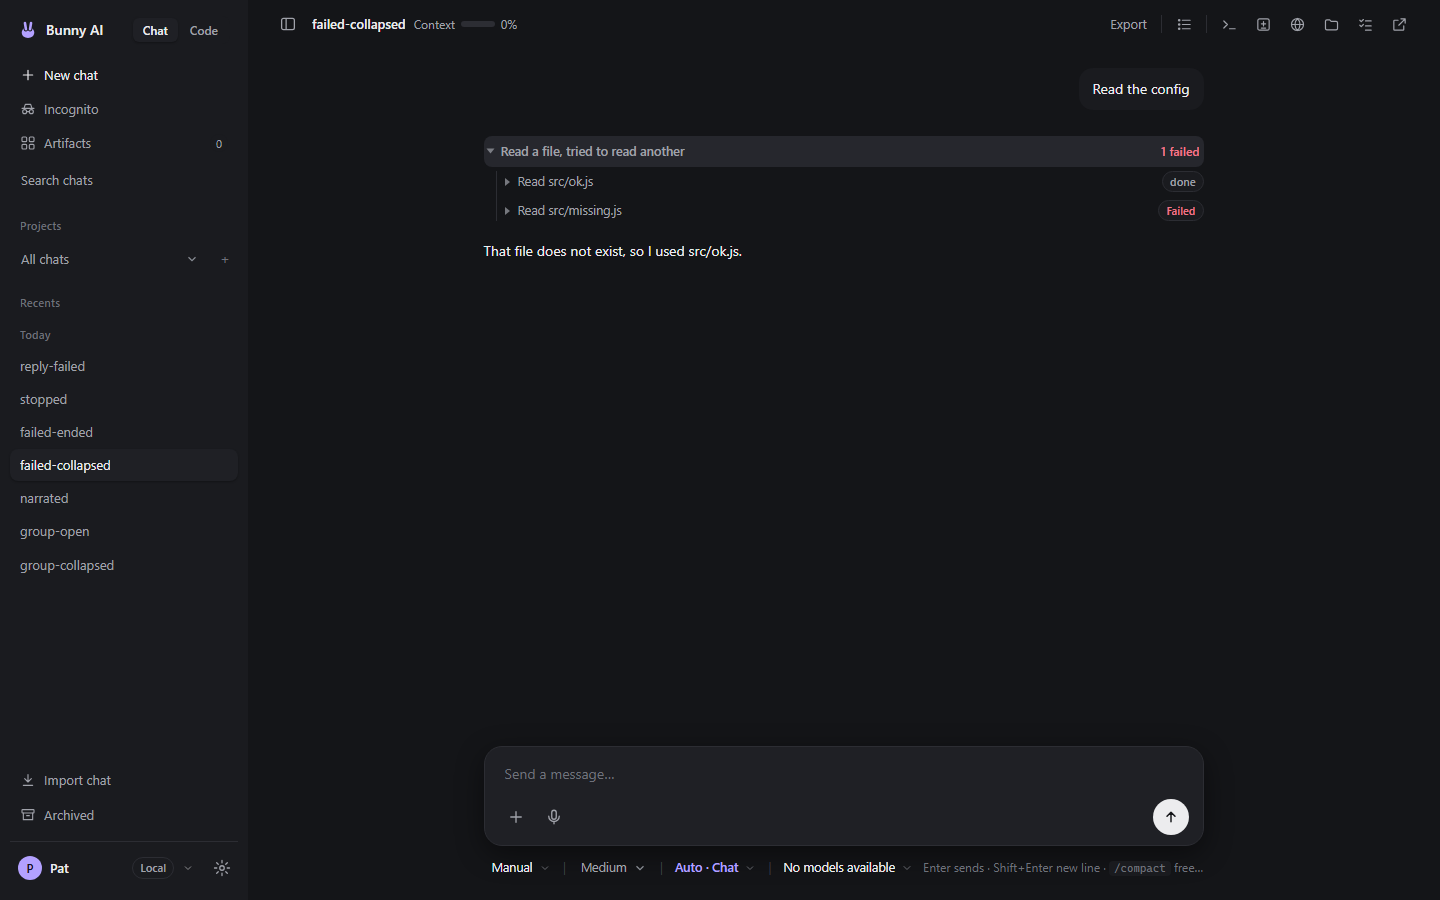 Bunny AI
Chat
Code
New chat
Incognito
Artifacts 0
Search chats
Projects
All chats +
Recents
Today
reply-failed
stopped
failed-ended
failed-collapsed
narrated
group-open
group-collapsed
Import chat
Archived
P Pat Local
failed-collapsed Context 0% Export
Read the config
Read a file, tried to read another 1 failed
Read src/ok.js done
Read src/missing.js Failed
That file does not exist, so I used src/ok.js.
Send a message...
Manual Medium Auto · Chat No models available Enter sends · Shift+Enter new line · /compact free...